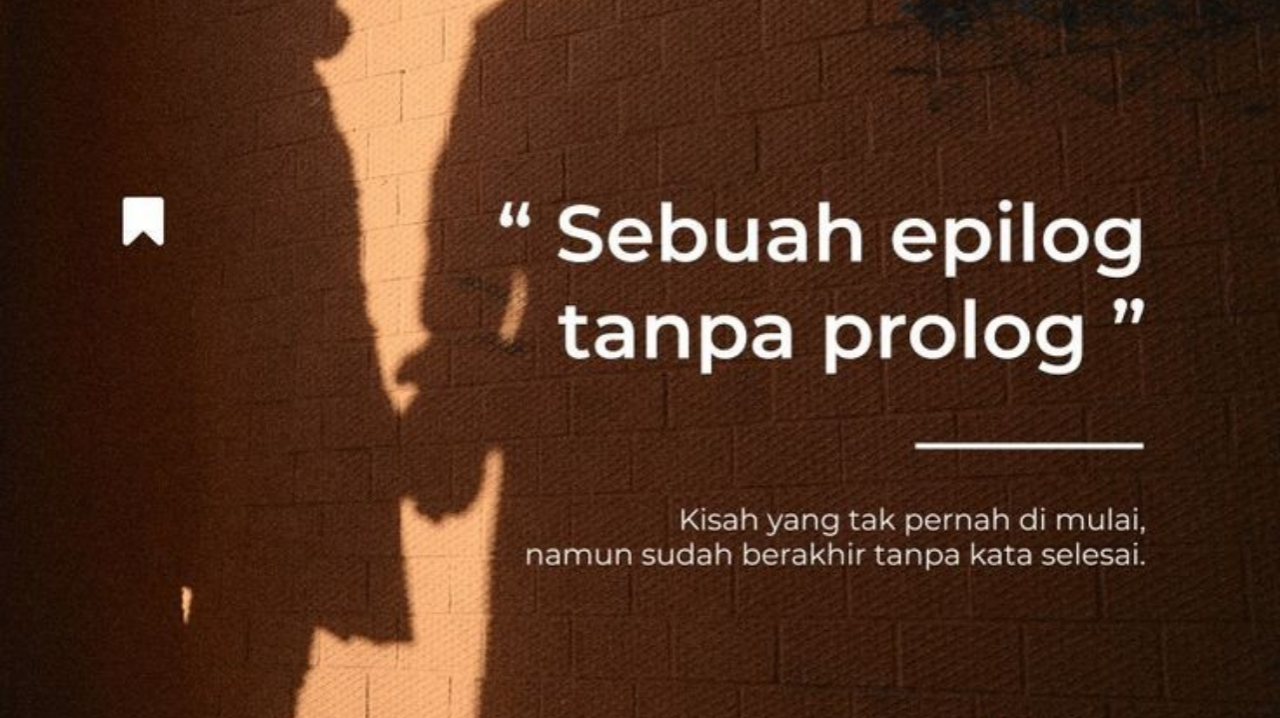 “ Sebuah epilog
tanpa prolog ”
Kisah yang tak pernah di mulai,
namun sudah berakhir tanpa kata selesai.